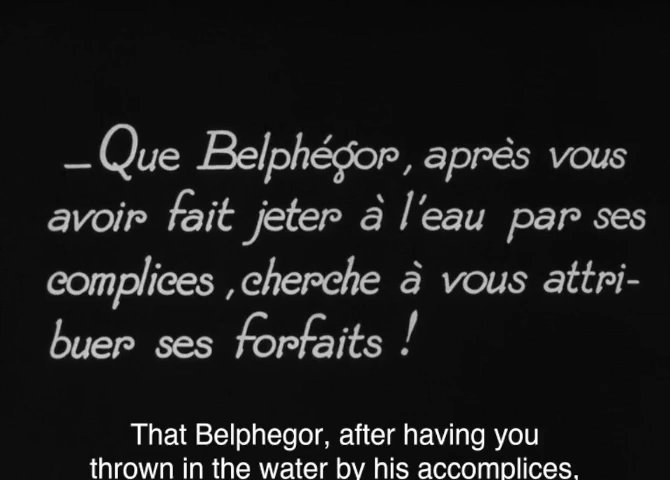 – Que Belphégor, après vous
avoir fait jeter à l'eau par ses
complices, cherche à vous attri-
buer ses forfaits !
That Belphegor, after having you
thrown in the water by his accomplices,